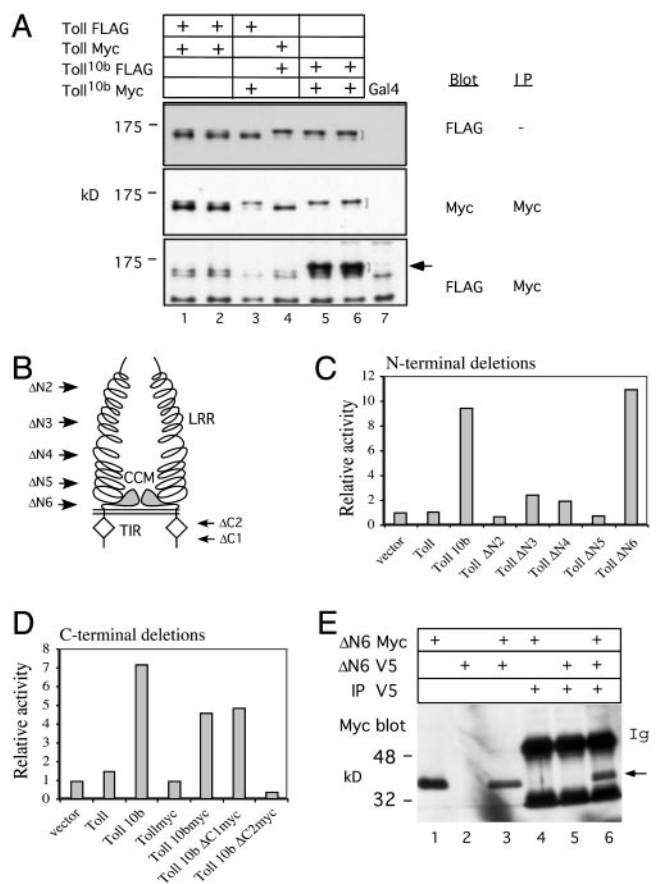 A
Toll FLAG + + +
Toll Myc + + +
Toll10b FLAG + + +
Toll10b Myc + + + Gal4
Blot IP
175
FLAG -
kD 175
Myc Myc
175
FLAG Myc
1 2 3 4 5 6 7
B
ΔN2
ΔN3
ΔN4
ΔN5
ΔN6
LRR
CCM
TIR
ΔC2
ΔC1
C
N-terminal deletions
Relative activity
12
10
8
6
4
2
0
vector Toll Toll 10b Toll ΔN2 Toll ΔN3 Toll ΔN4 Toll ΔN5 Toll ΔN6
D
C-terminal deletions
Relative activity
8
7
6
5
4
3
2
1
0
vector Toll Toll 10b Tollmyc Toll 10bmyc Toll 10b ΔC1myc Toll 10b ΔC2myc
E
ΔN6 Myc + + + +
ΔN6 V5 + + + +
IP V5 + + +
Myc blot
Ig
48
kD
32
1 2 3 4 5 6